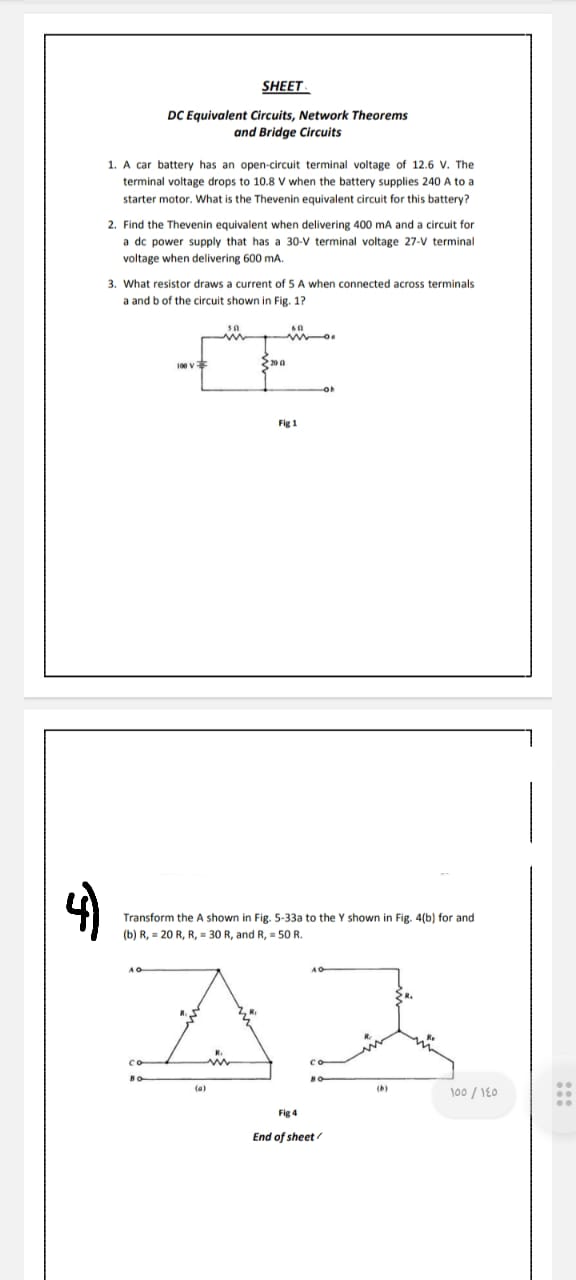 SHEET
DC Equivalent Circuits, Network Theorems
and Bridge Circuits
1. A car battery has an open-circuit terminal voltage of 12.6 V. The
terminal voltage drops to 10.8 V when the battery supplies 240 A to a
starter motor. What is the Thevenin equivalent circuit for this battery?
2. Find the Thevenin equivalent when delivering 400 mA and a circuit for
a dc power supply that has a 30-V terminal voltage 27-V terminal
voltage when delivering 600 mA.
3. What resistor draws a current of 5 A when connected across terminals
a and b of the circuit shown in Fig. 1?
5 Ω 6 Ω
100 V 20 Ω
Fig 1
4)
Transform the A shown in Fig. 5-33a to the Y shown in Fig. 4(b) for and
(b) R, = 20 R, R, = 30 R, and R, = 50 R.
A A
C C
B B
(a) (b)
١٤٥ / ١٥٥
Fig 4
End of sheet